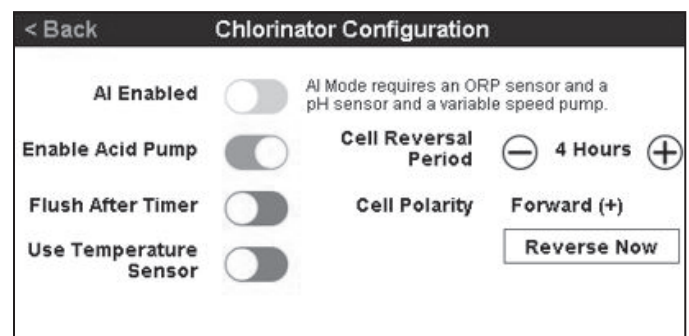 < Back Chlorinator Configuration
AI Enabled
AI Mode requires an ORP sensor and a
pH sensor and a variable speed pump.
Enable Acid Pump
Cell Reversal
Period
4 Hours
Flush After Timer
Cell Polarity
Forward (+)
Use Temperature
Sensor
Reverse Now